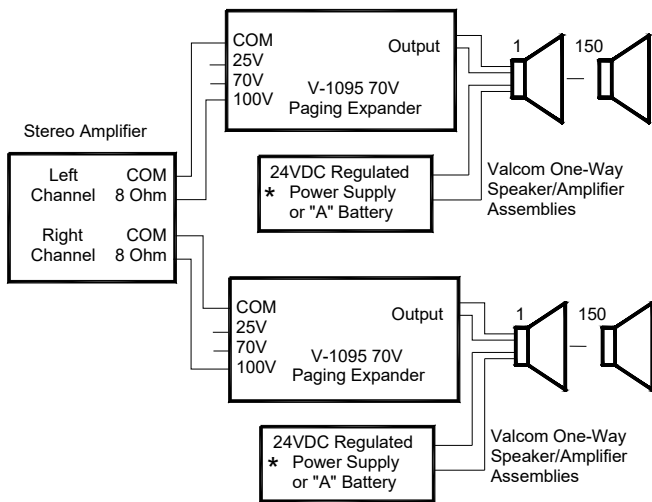 COM
Output
25V
70V
100V
V-1095 70V
Paging Expander
1 150
Stereo Amplifier
Left
Channel
COM
8 Ohm
Right
Channel
COM
8 Ohm
24VDC Regulated
* Power Supply
or "A" Battery
Valcom One-Way
Speaker/Amplifier
Assemblies
COM
Output
25V
70V
100V
V-1095 70V
Paging Expander
1 150
24VDC Regulated
* Power Supply
or "A" Battery
Valcom One-Way
Speaker/Amplifier
Assemblies